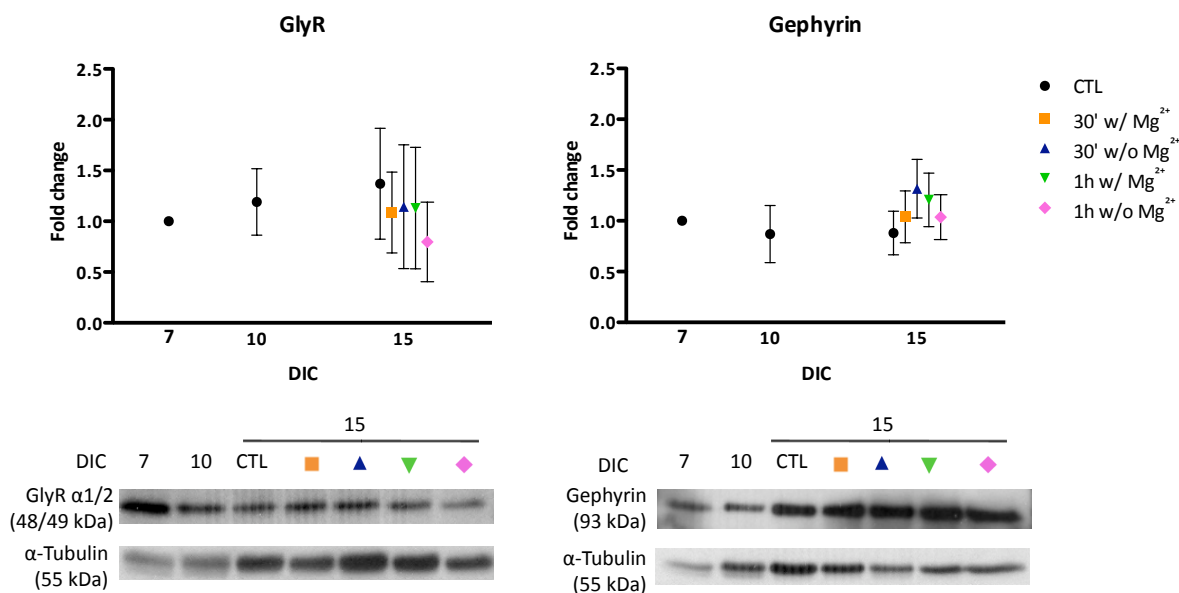 GlyR
Fold change
2.5
2.0
1.5
1.0
0.5
0.0
7 10 15
DIC
Gephyrin
Fold change
2.5
2.0
1.5
1.0
0.5
0.0
7 10 15
DIC
CTL
30' w/ Mg²⁺
30' w/o Mg²⁺
1h w/ Mg²⁺
1h w/o Mg²⁺
15
DIC 7 10 CTL
GlyR α1/2
(48/49 kDa)
α-Tubulin
(55 kDa)
15
DIC 7 10 CTL
Gephyrin
(93 kDa)
α-Tubulin
(55 kDa)